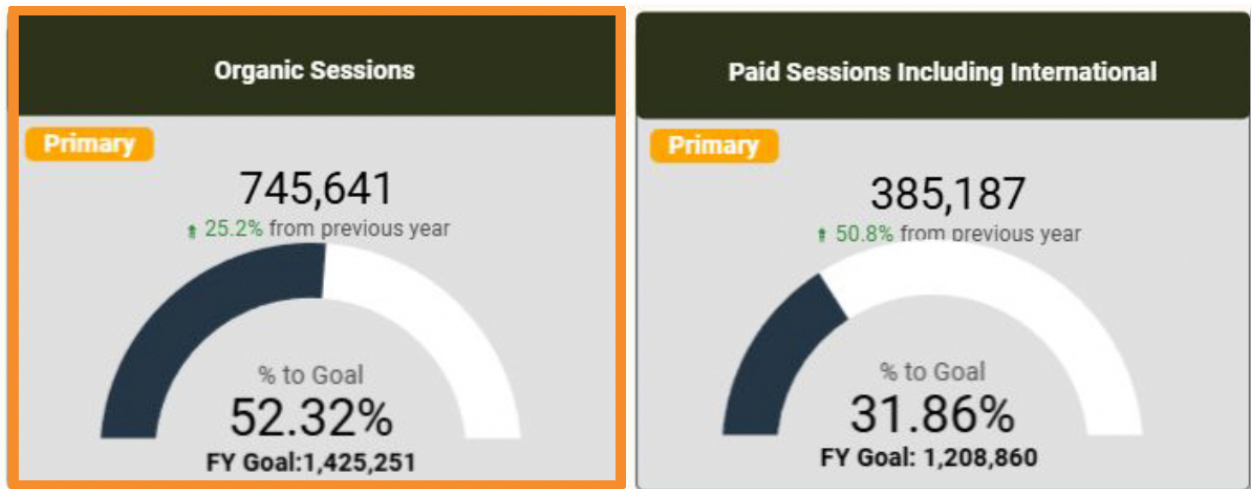 Organic Sessions
Primary
745,641
⬆ 25.2% from previous year
% to Goal
52.32%
FY Goal:1,425,251
Paid Sessions Including International
Primary
385,187
⬆ 50.8% from previous year
% to Goal
31.86%
FY Goal: 1,208,860